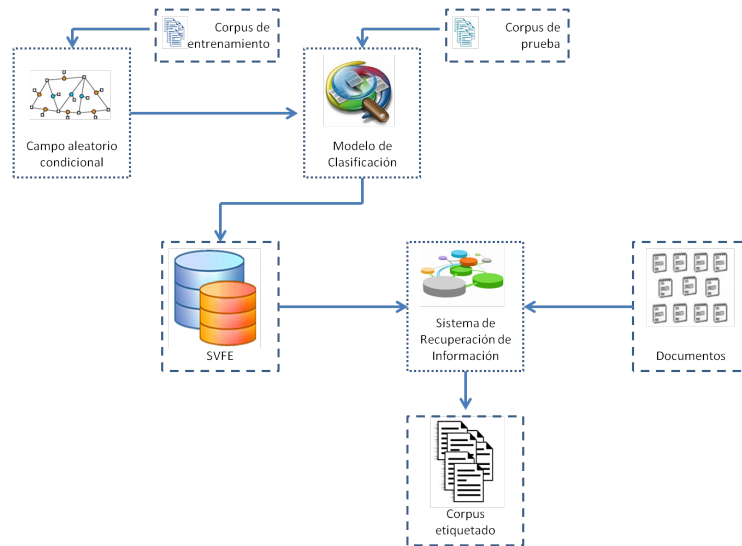 Corpus de
entrenamiento
Corpus de
prueba
Campo aleatorio
condicional
Modelo de
Clasificación
SVFE
Sistema de
Recuperación de
Información
Documentos
Corpus
etiquetado